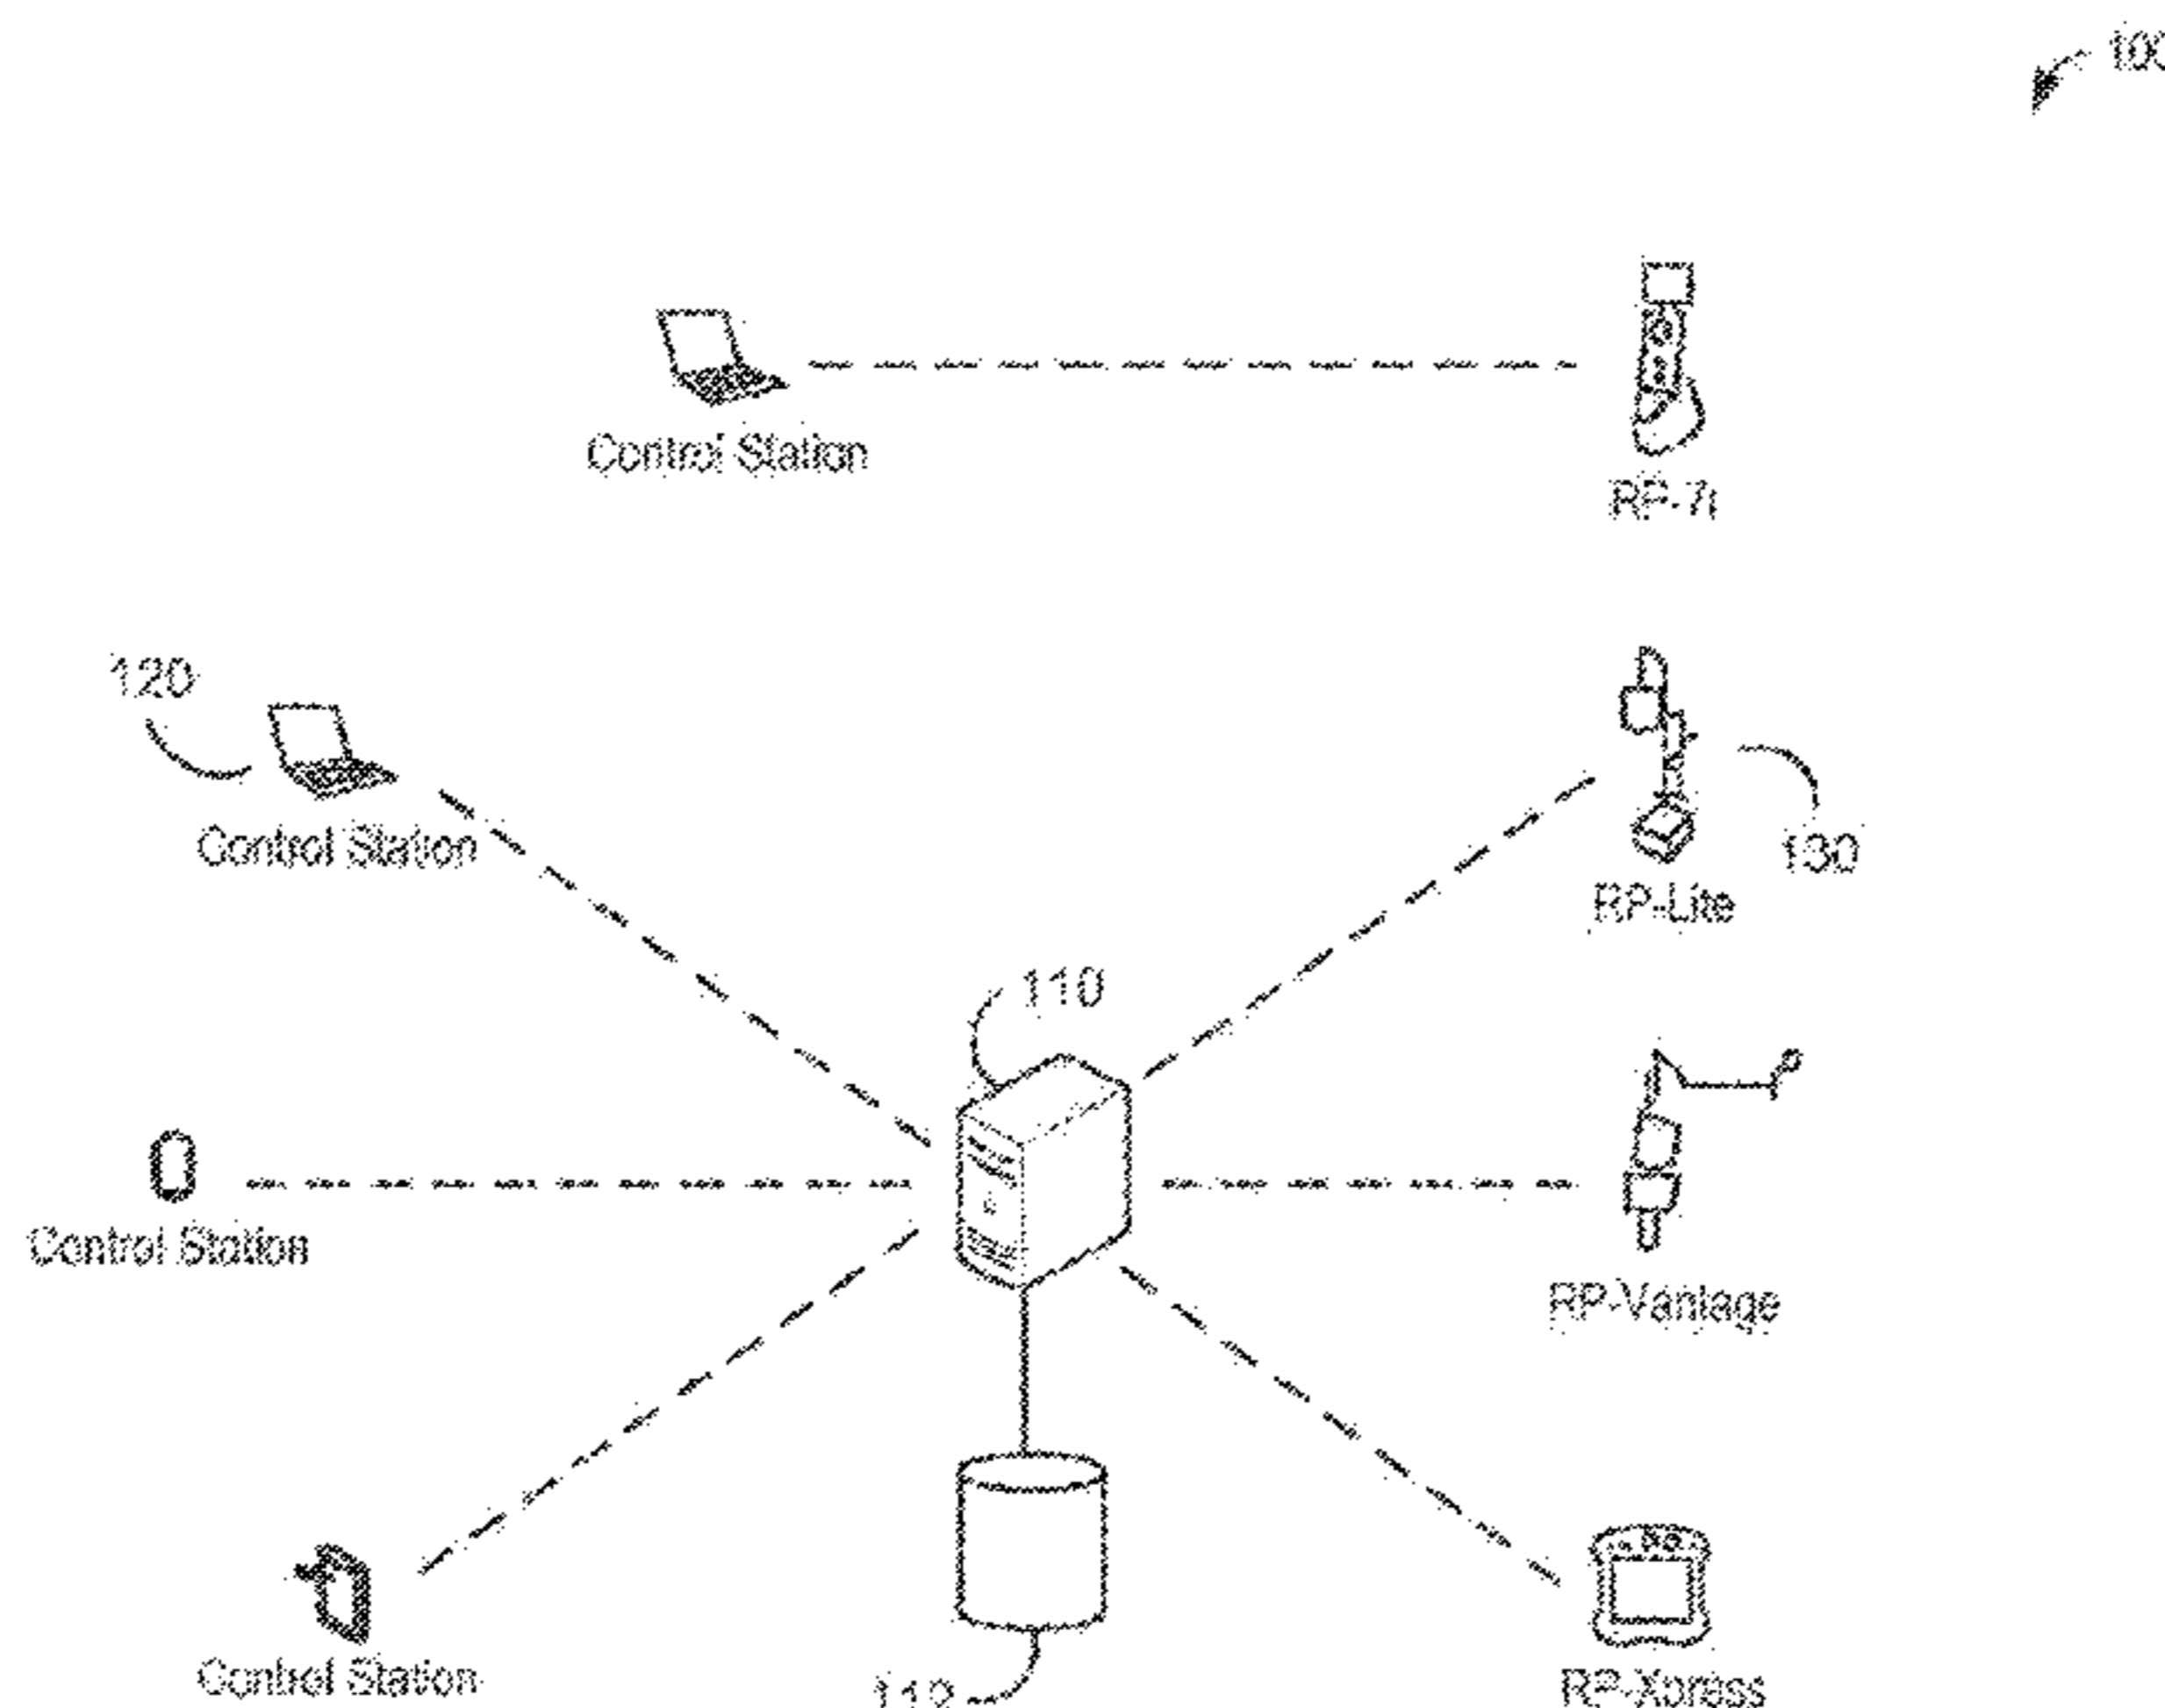 100
Control Station
RP-7i
120
Control Station
130
RP-Lite
110
Control Station
RP-Vantage
Control Station
112
RP-Xpress